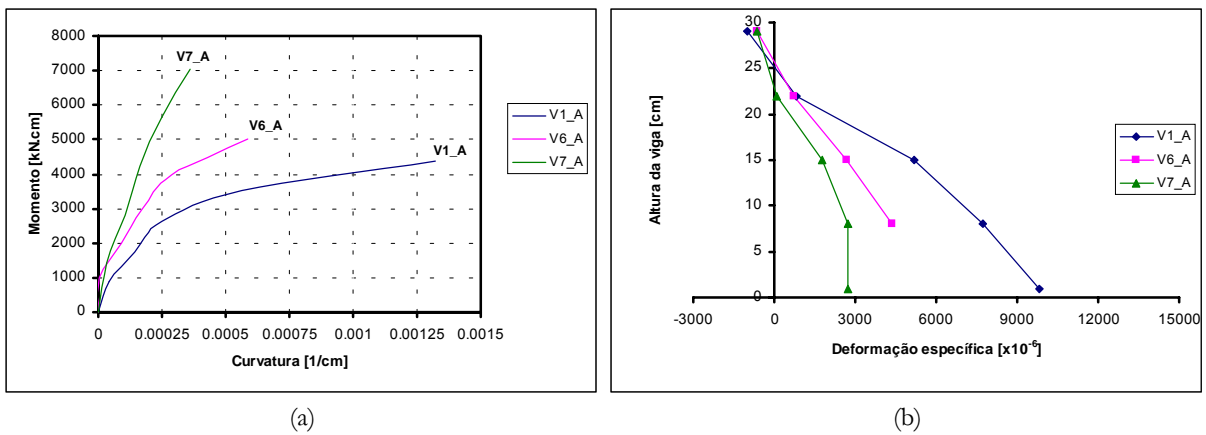 8000
7000
6000
5000
4000
3000
2000
1000
0
Momento [kN.cm]
V7_A
V6_A
V1_A
0 0.00025 0.0005 0.00075 0.001 0.00125 0.0015
Curvatura [1/cm]
V1_A
V6_A
V7_A
(a)
30
25
20
15
10
5
0
Altura da viga [cm]
-3000 0 3000 6000 9000 12000 15000
Deformação específica [x10⁻⁶]
V1_A
V6_A
V7_A
(b)